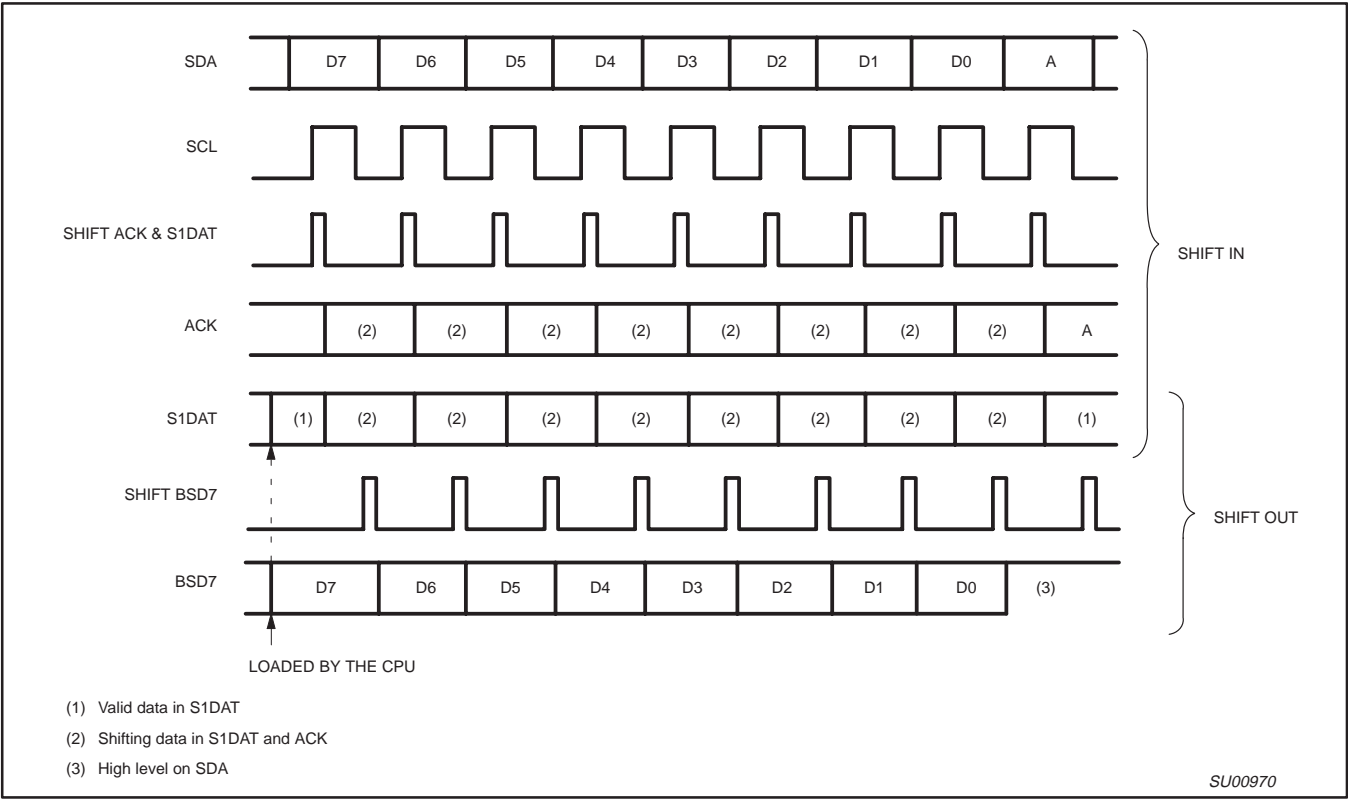 SDA D7 D6 D5 D4 D3 D2 D1 D0 A
SCL
SHIFT ACK & S1DAT
SHIFT IN
ACK (2) (2) (2) (2) (2) (2) (2) (2) A
S1DAT (1) (2) (2) (2) (2) (2) (2) (2) (2) (1)
SHIFT BSD7
SHIFT OUT
BSD7 D7 D6 D5 D4 D3 D2 D1 D0 (3)
LOADED BY THE CPU
(1) Valid data in S1DAT
(2) Shifting data in S1DAT and ACK
(3) High level on SDA
SU00970